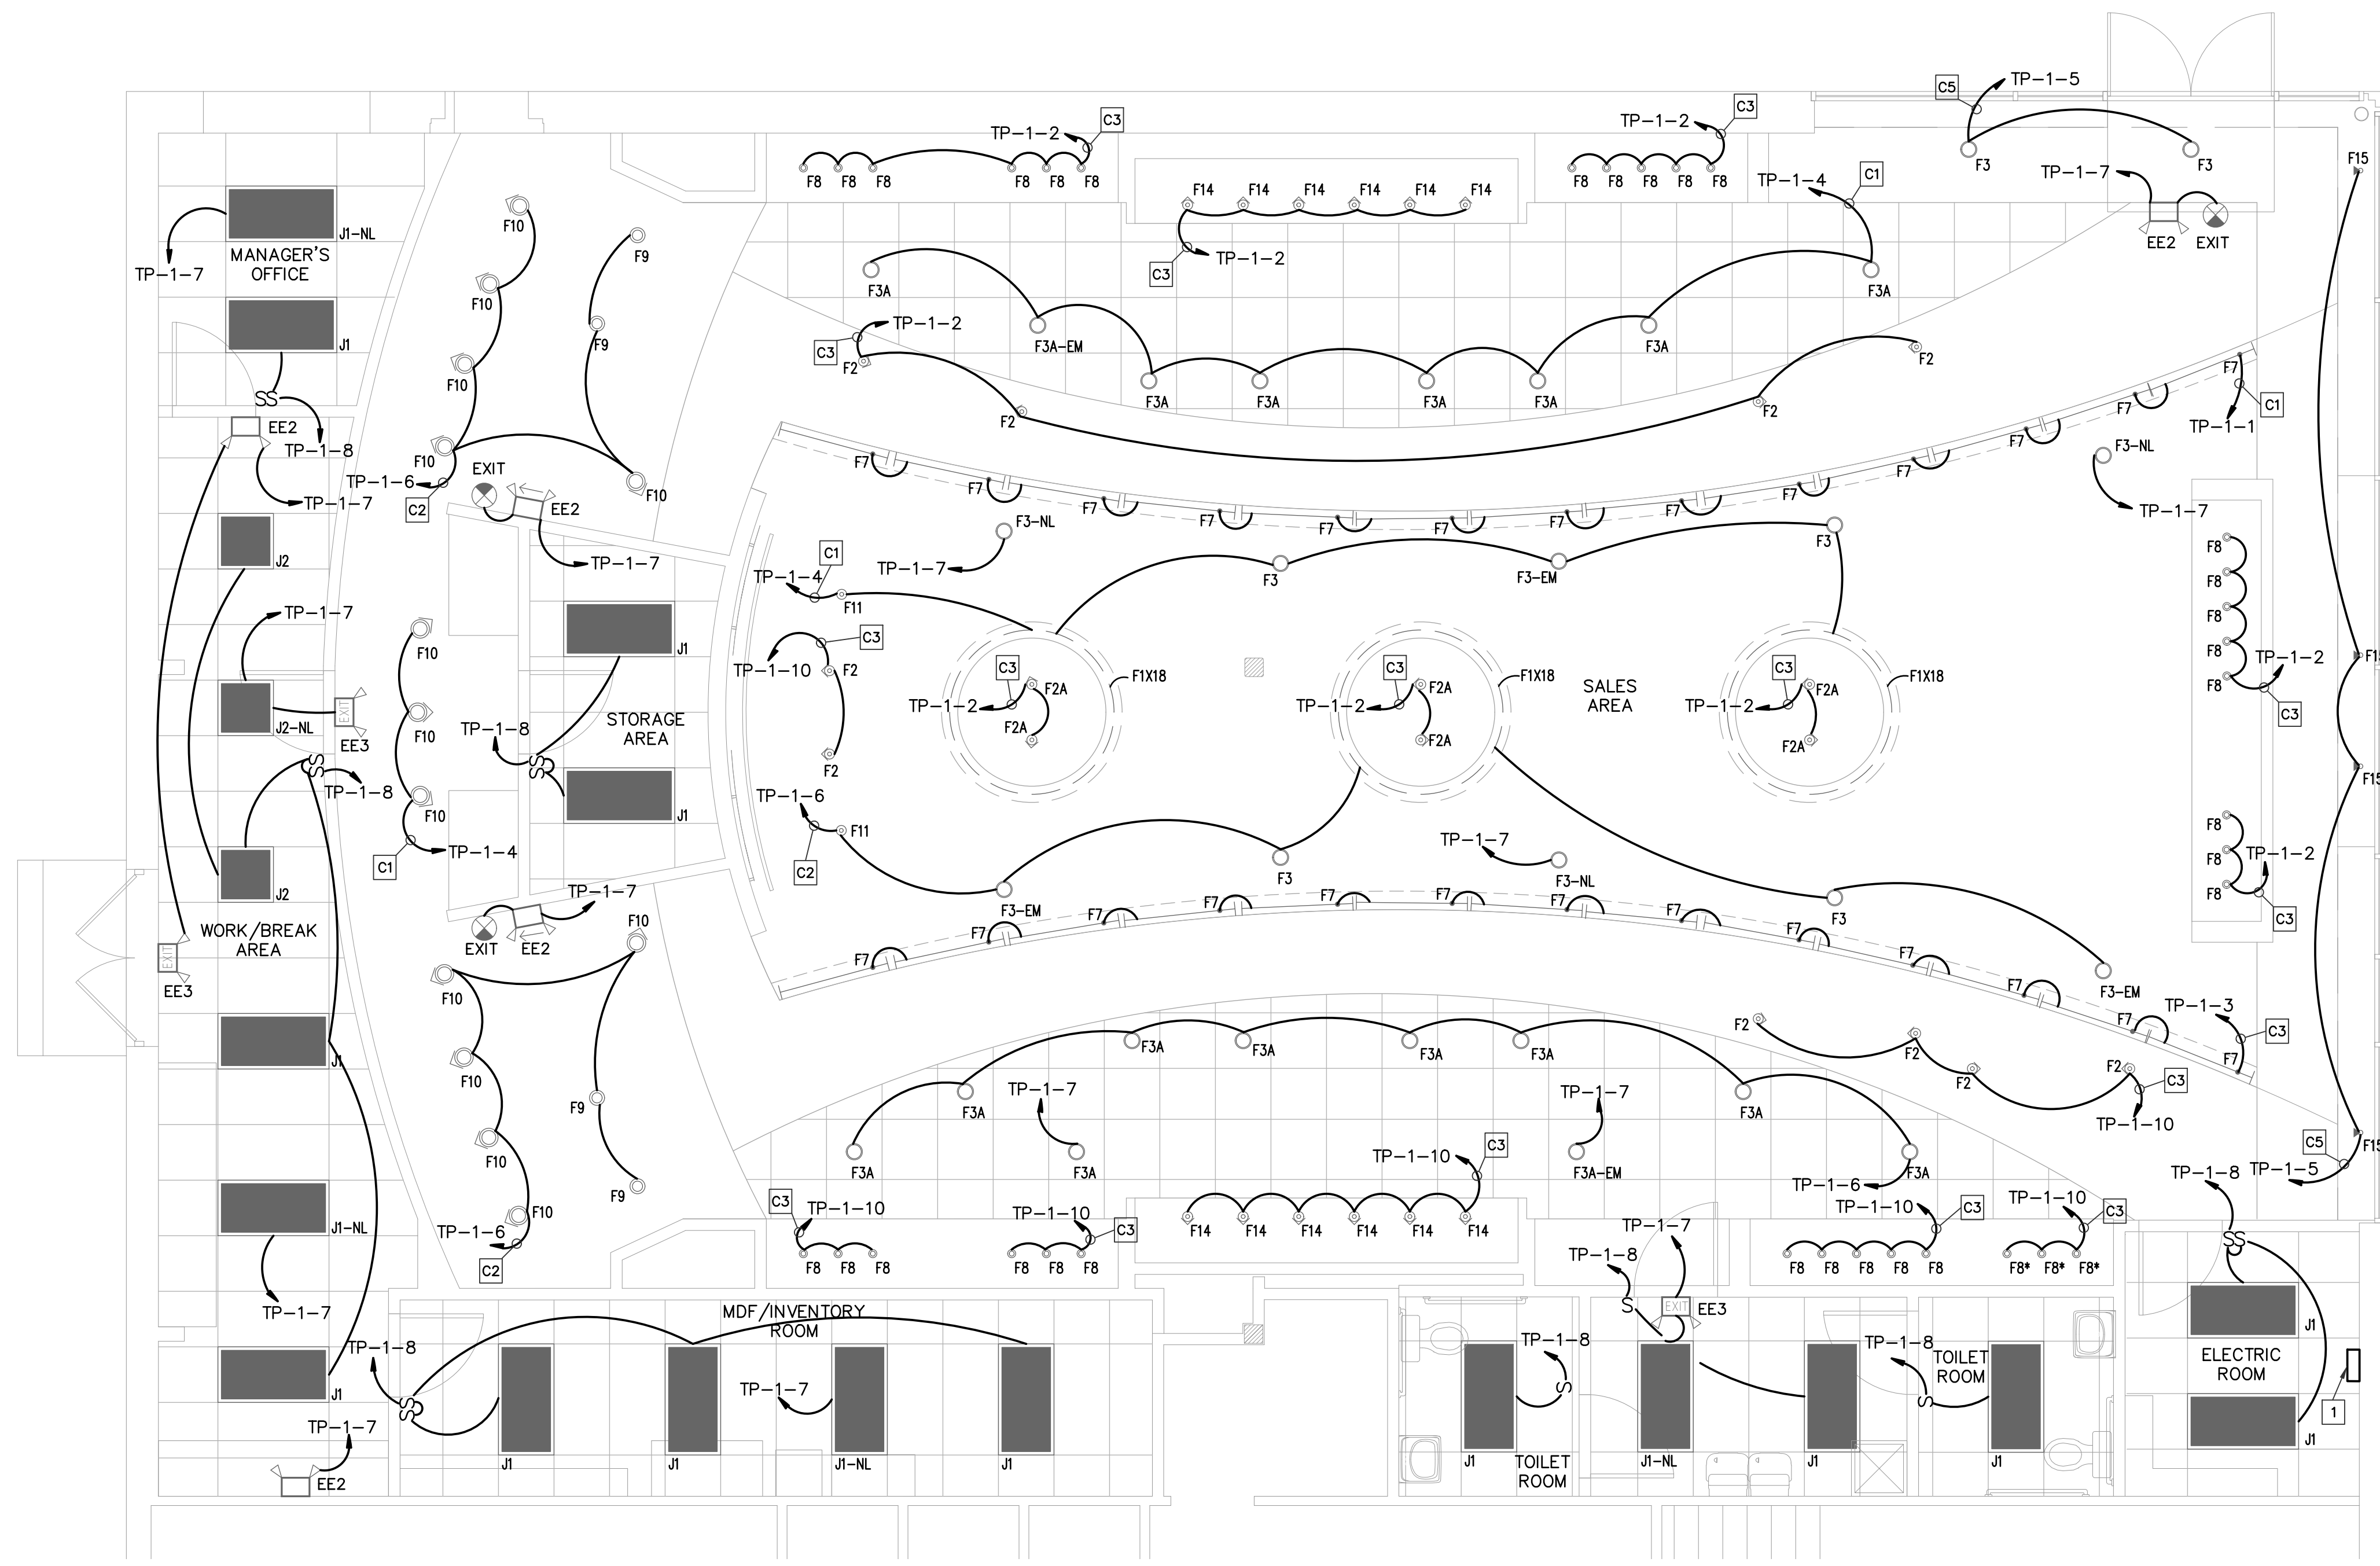 TP-1-5
C5
F3
F3
TP-1-2
C3
F8
F8
F8
F8
F8
F8
TP-1-2
C3
F8
F8
F8
F8
F8
F15
TP-1-7
EE2
EXIT
TP-1-4
C1
F14
F14
F14
F14
F14
F14
C3
TP-1-2
J1-NL
MANAGER'S
OFFICE
TP-1-7
J1
SS
EE2
TP-1-8
TP-1-7
F10
F10
F10
F10
F9
F9
F10
TP-1-6
C2
EXIT
EE2
TP-1-7
F3A
F3A-EM
F3A
F3A
F3A
F3A
F3A
F3A
TP-1-2
C3
F2
F2
F2
F2
F7
F7
F7
F7
F7
F7
F7
F7
F7
F7
F7
F7
F7
C1
TP-1-1
F3-NL
TP-1-7
F3-NL
TP-1-7
C1
TP-1-4
F11
F3
F3-EM
F3
J2
TP-1-7
J2-NL
EXIT
EE3
SS
TP-1-8
J2
F10
F10
F10
C1
TP-1-4
J1
STORAGE
AREA
TP-1-8
SS
J1
C3
TP-1-10
F2
F2
C3
F2A
TP-1-2
F2A
F1X18
C3
F2A
TP-1-2
F2A
F1X18
SALES
AREA
C3
F2A
TP-1-2
F2A
F1X18
F8
F8
F8
F8
F8
TP-1-2
C3
F8
F8
F8
TP-1-2
C3
TP-1-6
F11
C2
F3-EM
F3
TP-1-7
F3-NL
F3
F3-EM
F7
F7
F7
F7
F7
F7
F7
F7
F7
F7
F7
F7
F7
TP-1-3
C3
WORK/BREAK
AREA
EXIT
EE3
TP-1-7
EXIT
EE2
F10
F10
F10
F10
F10
F9
F9
TP-1-6
C2
J1
J1-NL
TP-1-7
J1
TP-1-7
EE2
F3A
F3A
F3A
F3A
F3A
F3A
F3A
F3A
TP-1-7
F3A
TP-1-7
F3A-EM
TP-1-6
F2
F2
F2
F2
C3
TP-1-10
C5
TP-1-5
TP-1-8
SS
C3
TP-1-10
F8
F8
F8
TP-1-10
C3
F8
F8
F8
TP-1-10
C3
F14
F14
F14
F14
F14
F14
TP-1-10
C3
F8
F8
F8
F8
F8
TP-1-10
C3
F8*
F8*
F8*
MDF/INVENTORY
ROOM
TP-1-8
SS
J1
J1
TP-1-7
J1-NL
J1
TP-1-8
S
J1
TOILET
ROOM
TP-1-7
TP-1-8
S
EXIT
EE3
J1-NL
J1
TP-1-8
S
TOILET
ROOM
J1
J1
ELECTRIC
ROOM
J1
1